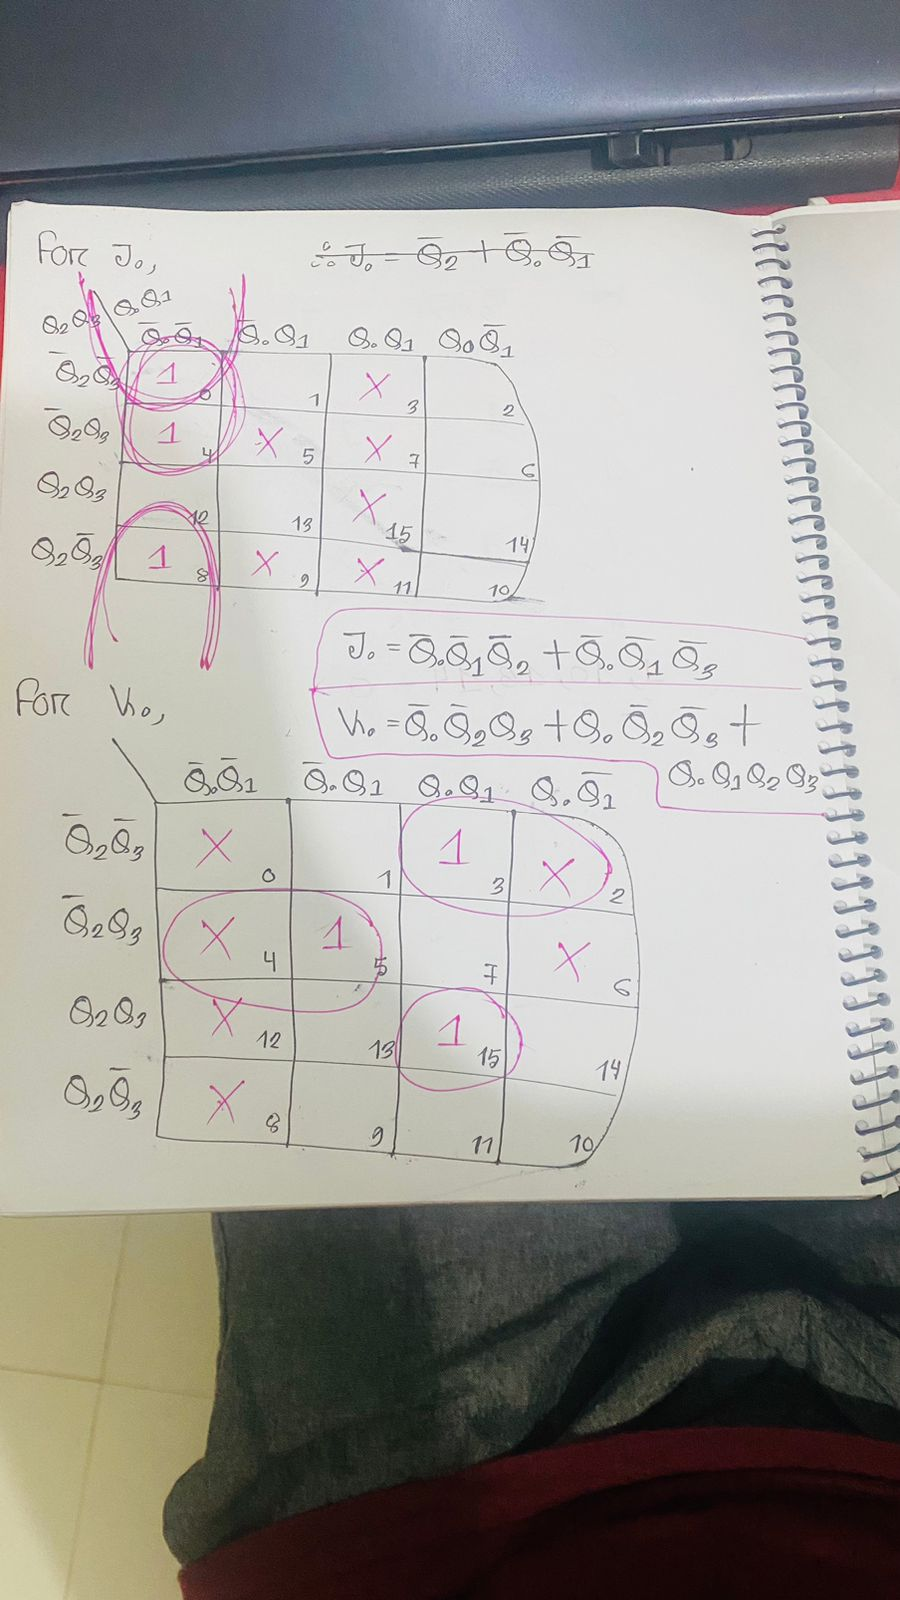 For J₀,
∴ J₀ = Q̄₂ + Q̄₀Q̄₁
Q₂Q₃ Q₀Q₁
Q̄₀Q̄₁ Q̄₀Q₁ Q₀Q₁ Q₀Q̄₁
Q̄₂Q̄₃ 1 0 1 X 3 2
Q̄₂Q₃ 1 4 X 5 X 7 6
Q₂Q₃ 12 13 X 15 14
Q₂Q̄₃ 1 8 X 9 X 11 10
J₀ = Q̄₀Q̄₁Q̄₂ + Q̄₀Q̄₁Q̄₃
For K₀,
K₀ = Q̄₀Q̄₂Q₃ + Q₀Q̄₂Q̄₃ +
Q₀Q₁Q₂Q₃
Q̄₀Q̄₁ Q̄₀Q₁ Q₀Q₁ Q₀Q̄₁
Q̄₂Q̄₃ X 0 1 1 3 X 2
Q̄₂Q₃ X 4 1 5 7 X 6
Q₂Q₃ X 12 13 1 15 14
Q₂Q̄₃ X 8 9 11 10